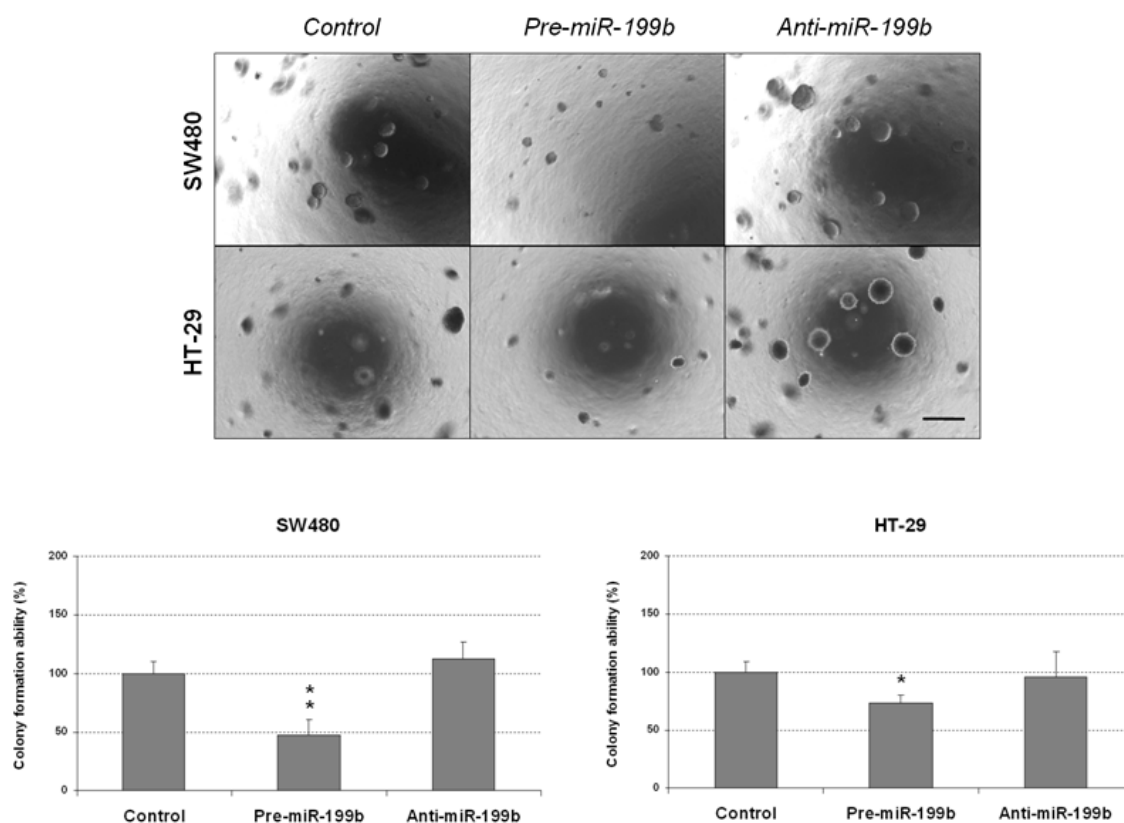 Control Pre-miR-199b Anti-miR-199b
SW480
HT-29
SW480
Colony formation ability (%)
200
150
100
50
0
**
Control Pre-miR-199b Anti-miR-199b
HT-29
Colony formation ability (%)
200
150
100
50
0
*
Control Pre-miR-199b Anti-miR-199b